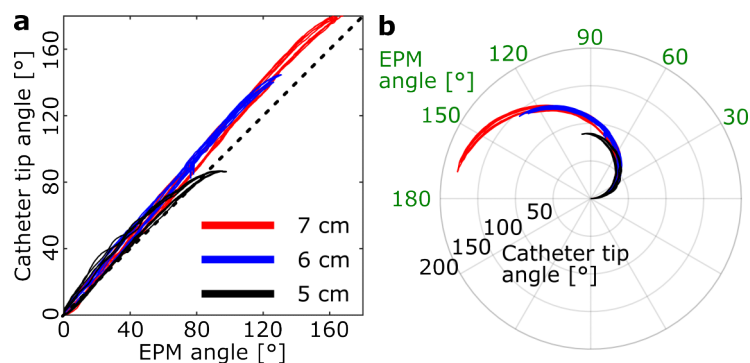 a
Catheter tip angle [°]
160
120
80
40
0
0 40 80 120 160
EPM angle [°]
7 cm
6 cm
5 cm
b
EPM
angle [°]
90
120 60
150 30
180
50
100
150
200
Catheter tip
angle [°]